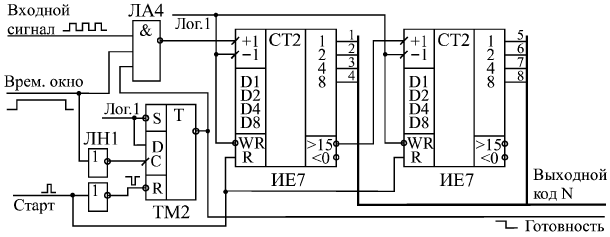 Входной
сигнал
ЛА4
&
Лог.1
+1
−1
CT2
1
2
4
8
1
2
3
4
D1
D2
D4
D8
WR
R
>15
<0
ИЕ7
+1
−1
CT2
1
2
4
8
5
6
7
8
D1
D2
D4
D8
WR
R
>15
<0
ИЕ7
Врем. окно
Лог.1
ЛН1
1
S
T
D
C
R
ТМ2
1
Старт
Выходной
код N
Готовность